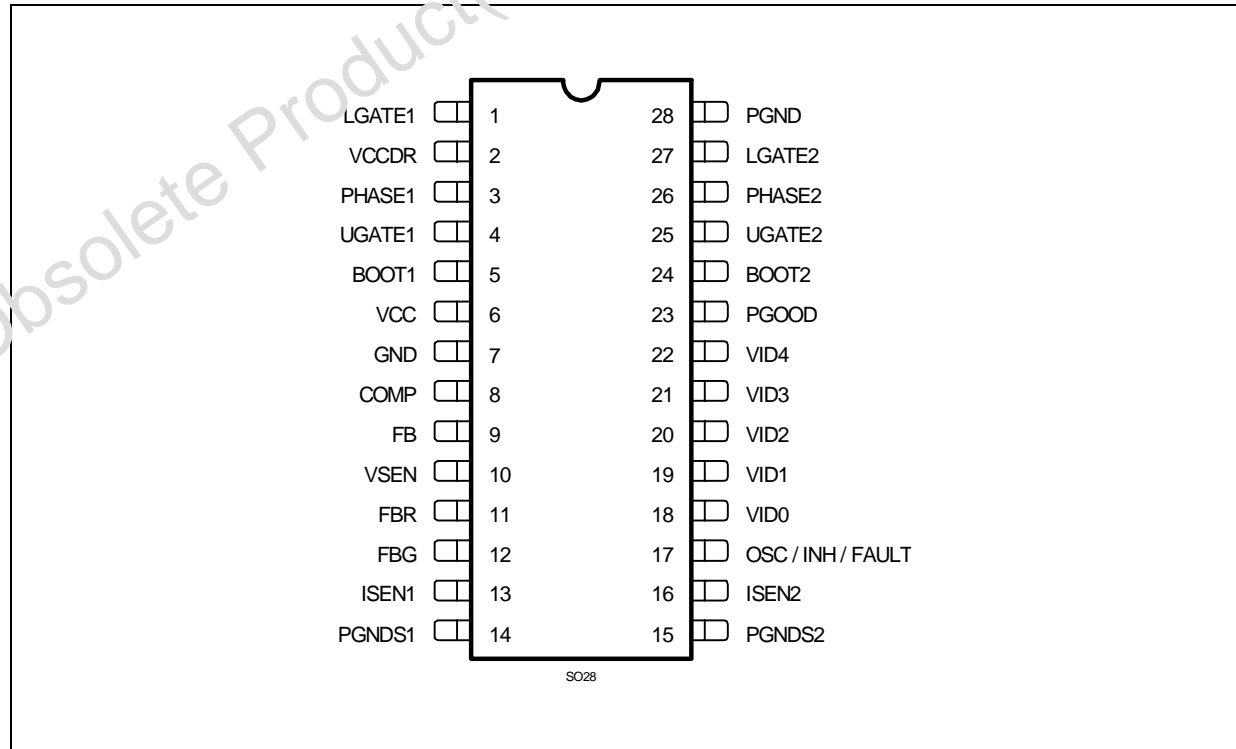 Obsolete Product(
LGATE1 1 28 PGND
VCCDR 2 27 LGATE2
PHASE1 3 26 PHASE2
UGATE1 4 25 UGATE2
BOOT1 5 24 BOOT2
VCC 6 23 PGOOD
GND 7 22 VID4
COMP 8 21 VID3
FB 9 20 VID2
VSEN 10 19 VID1
FBR 11 18 VID0
FBG 12 17 OSC / INH / FAULT
ISEN1 13 16 ISEN2
PGNDS1 14 15 PGNDS2
SO28